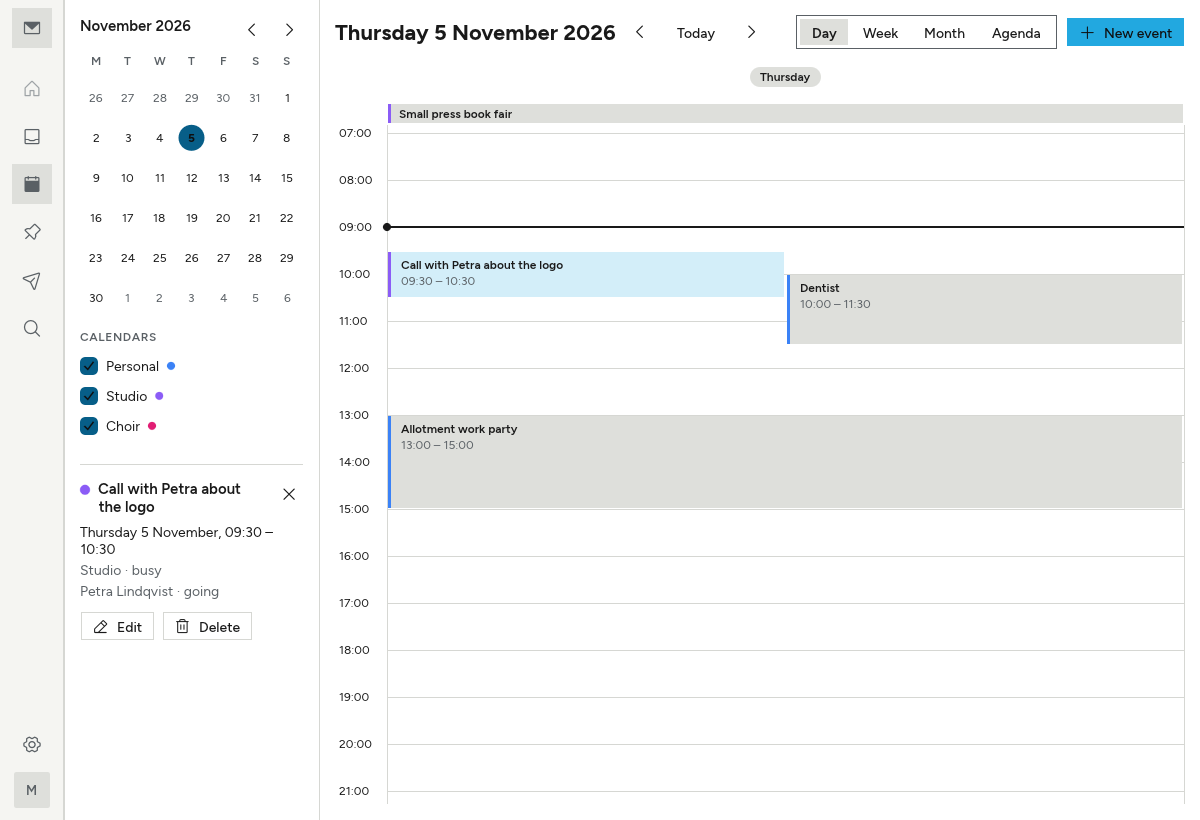 November 2026
M T W T F S S
26 27 28 29 30 31 1
2 3 4 5 6 7 8
9 10 11 12 13 14 15
16 17 18 19 20 21 22
23 24 25 26 27 28 29
30 1 2 3 4 5 6
CALENDARS
Personal
Studio
Choir
Call with Petra about
the logo
Thursday 5 November, 09:30 –
10:30
Studio · busy
Petra Lindqvist · going
Edit Delete
M
Thursday 5 November 2026 Today Day Week Month Agenda New event
Thursday
Small press book fair
07:00
08:00
09:00
Call with Petra about the logo
09:30 – 10:30
10:00
Dentist
10:00 – 11:30
11:00
12:00
13:00
Allotment work party
13:00 – 15:00
14:00
15:00
16:00
17:00
18:00
19:00
20:00
21:00